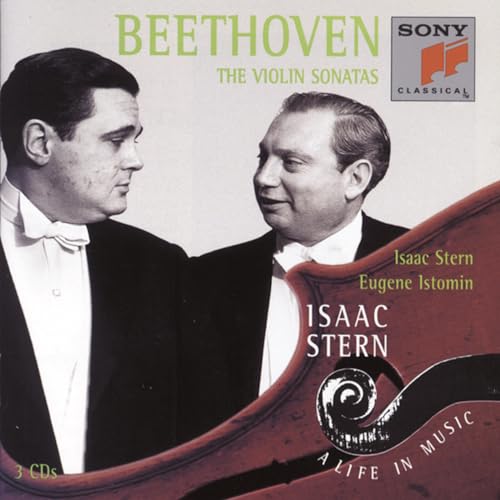 BEETHOVEN
THE VIOLIN SONATAS
SONY
CLASSICAL
Isaac Stern
Eugene Istomin
ISAAC
STERN
A LIFE IN MUSIC
3 CDs